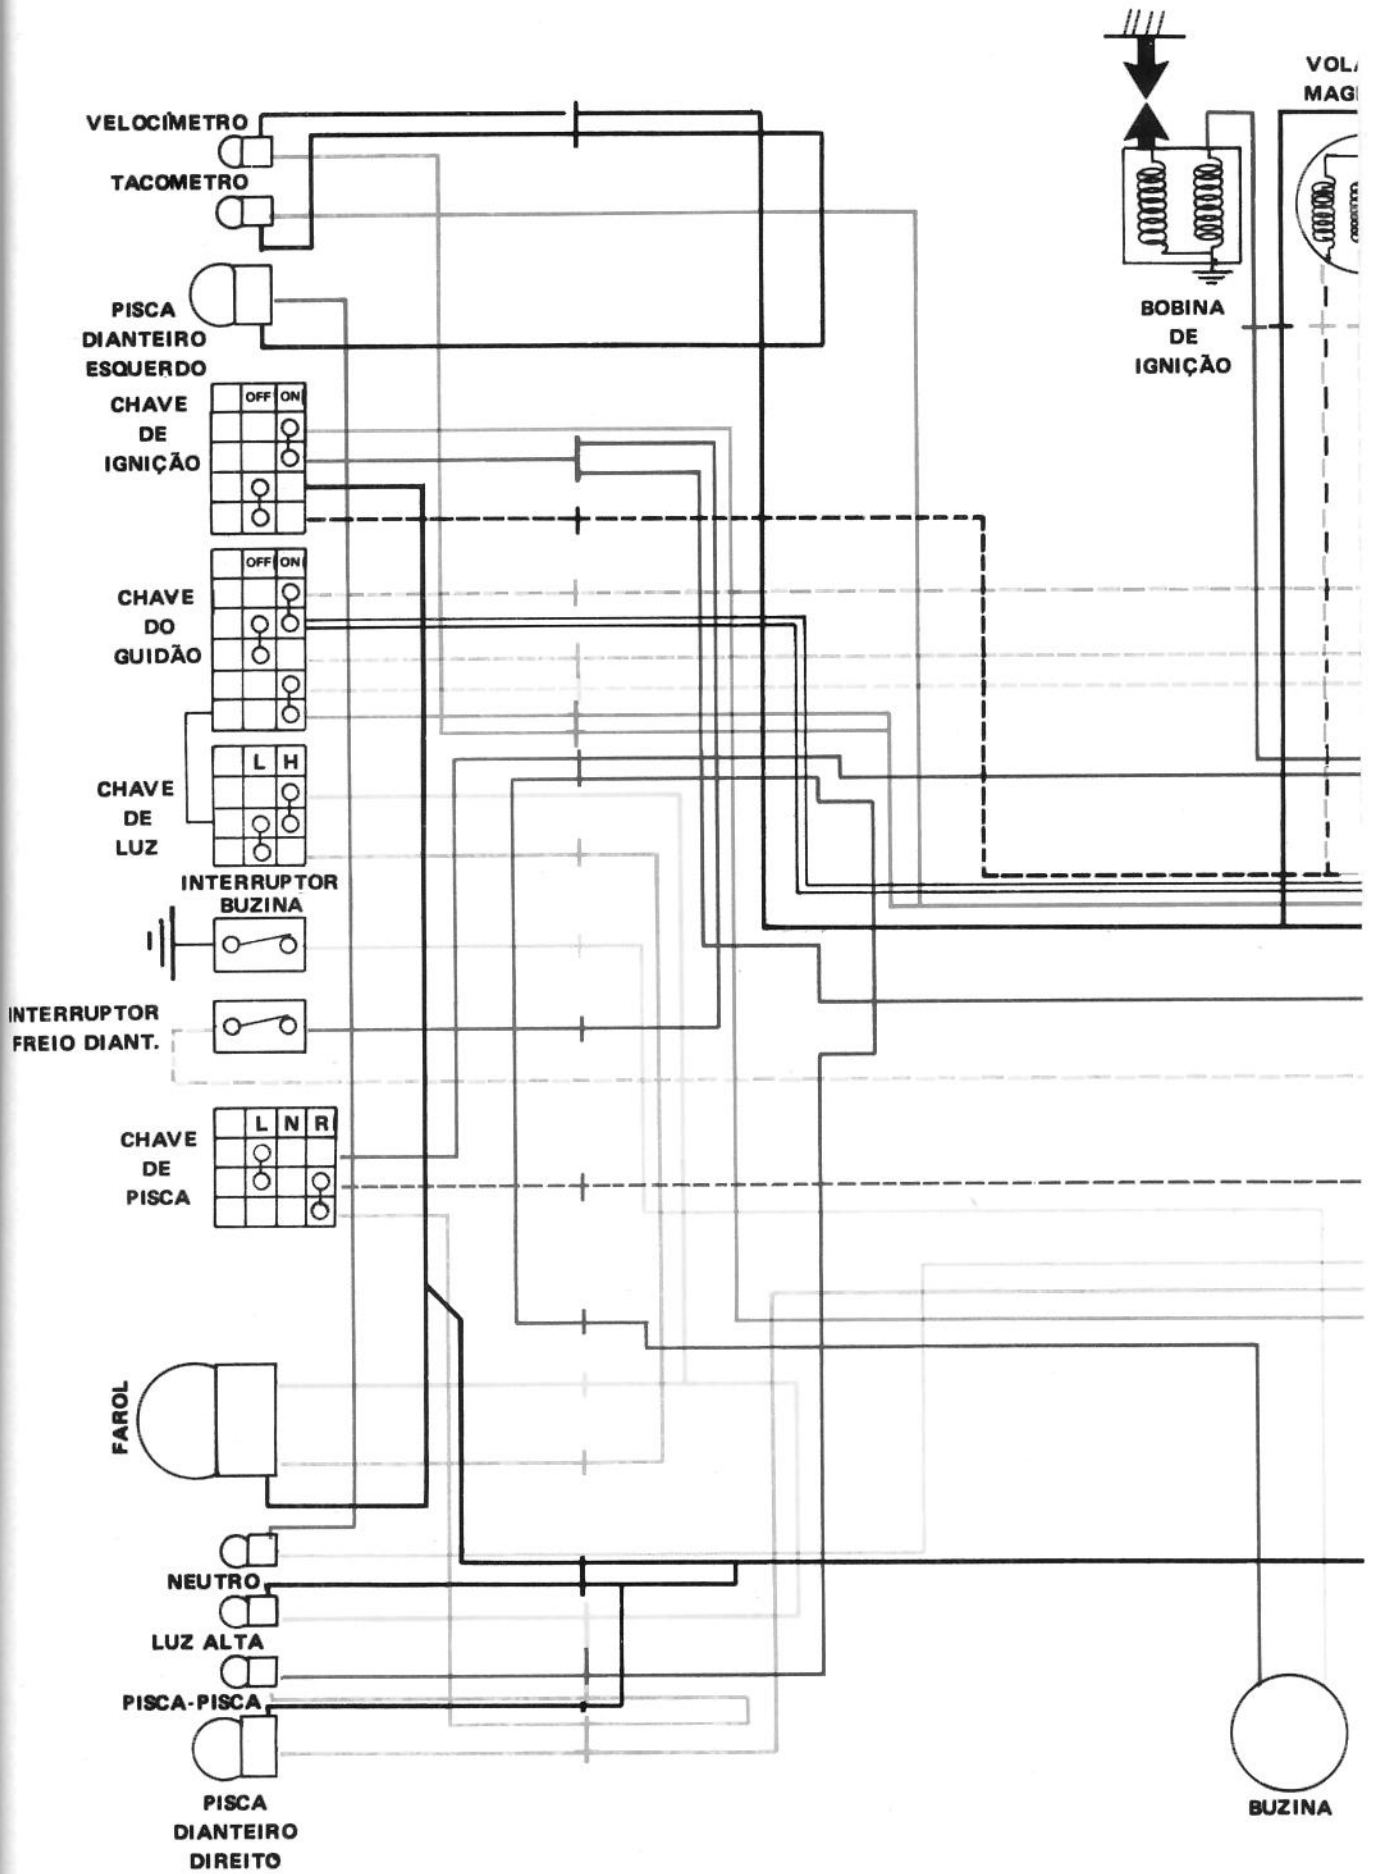 VOL
MAG
VELOCÍMETRO
TACOMETRO
PISCA
DIANTEIRO
ESQUERDO
BOBINA
DE
IGNIÇÃO
CHAVE
DE
IGNIÇÃO
OFF ON
CHAVE
DO
GUIDÃO
OFF ON
CHAVE
DE
LUZ
L H
INTERRUPTOR
BUZINA
INTERRUPTOR
FREIO DIANT.
CHAVE
DE
PISCA
L N R
FAROL
NEUTRO
LUZ ALTA
PISCA-PISCA
PISCA
DIANTEIRO
DIREITO
BUZINA